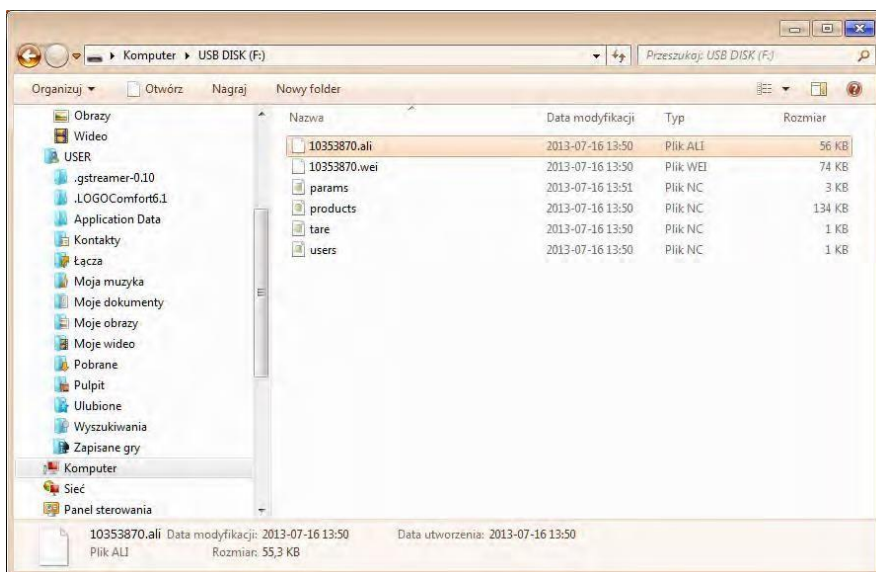 Komputer ▸ USB DISK (F:)
Przeszukaj: USB DISK (F:)
Organizuj Otwórz Nagraj Nowy folder
Obrazy
Wideo
USER
.gstreamer-0.10
.LOGOComfort6.1
Application Data
Kontakty
Łącza
Moja muzyka
Moje dokumenty
Moje obrazy
Moje wideo
Pobrane
Pulpit
Ulubione
Wyszukiwania
Zapisane gry
Komputer
Sieć
Panel sterowania
Nazwa Data modyfikacji Typ Rozmiar
10353870.ali 2013-07-16 13:50 Plik ALI 56 KB
10353870.wei 2013-07-16 13:50 Plik WEI 74 KB
params 2013-07-16 13:51 Plik NC 3 KB
products 2013-07-16 13:50 Plik NC 134 KB
tare 2013-07-16 13:50 Plik NC 1 KB
users 2013-07-16 13:50 Plik NC 1 KB
10353870.ali Data modyfikacji: 2013-07-16 13:50 Data utworzenia: 2013-07-16 13:50
Plik ALI Rozmiar: 55,3 KB